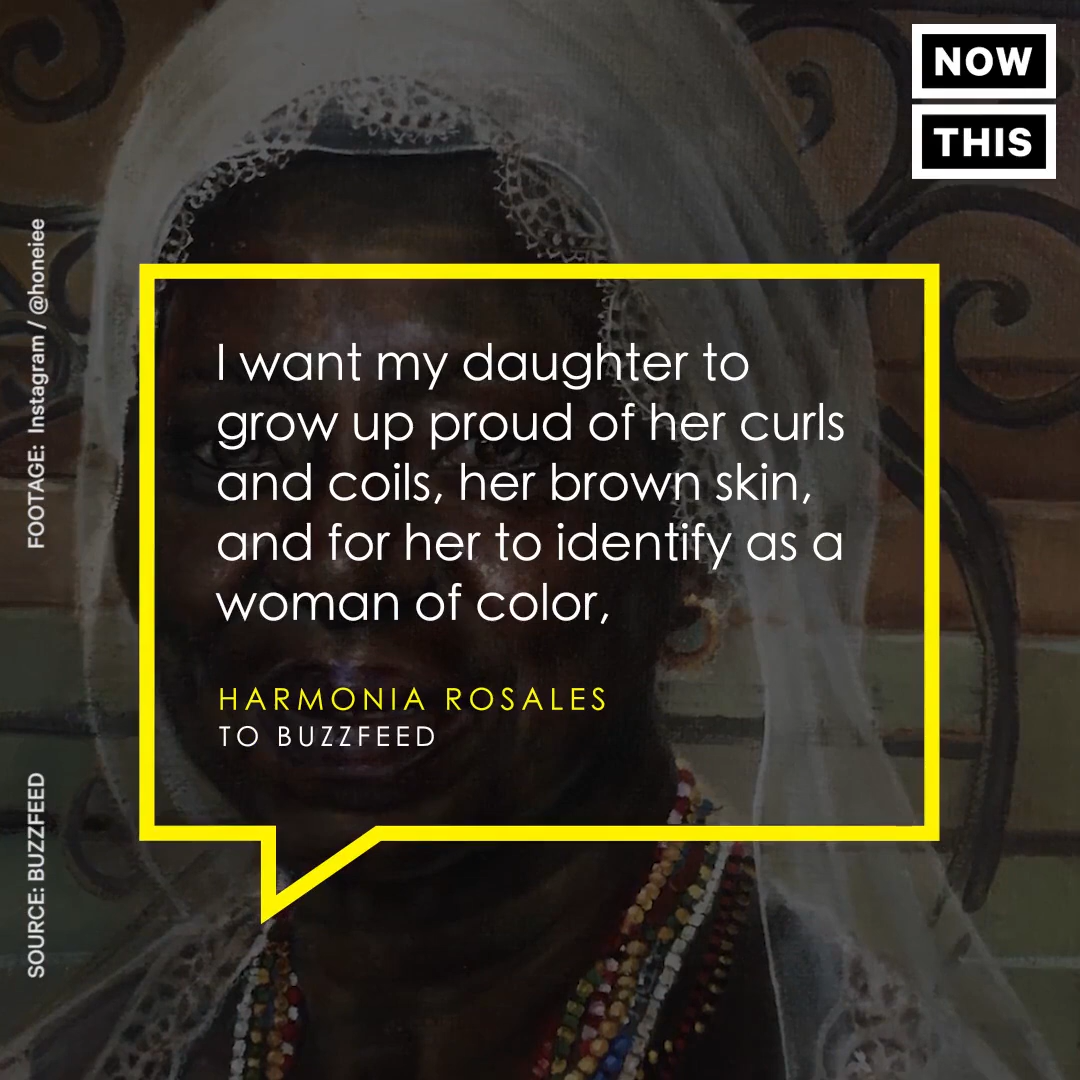 NOW
THIS
FOOTAGE: Instagram / @honeiee
I want my daughter to
grow up proud of her curls
and coils, her brown skin,
and for her to identify as a
woman of color,
HARMONIA ROSALES
TO BUZZFEED
SOURCE: BUZZFEED